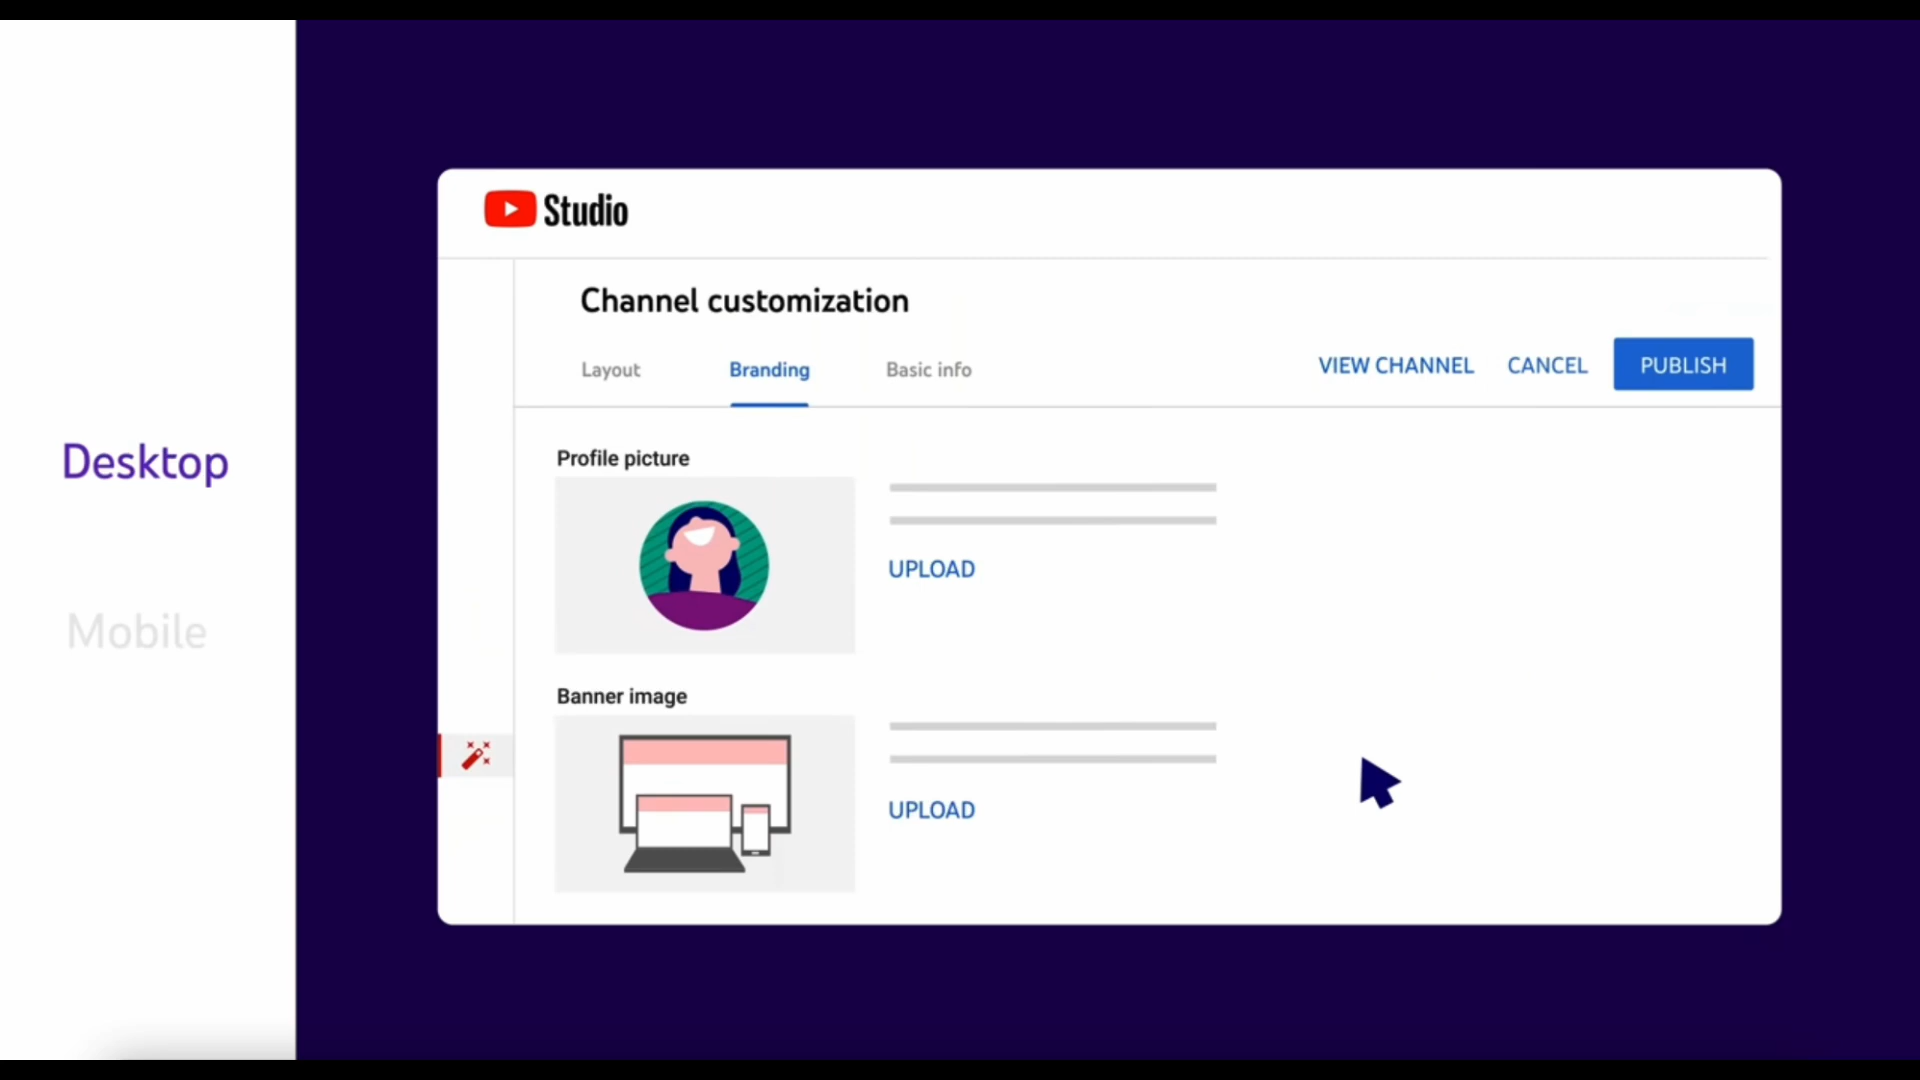 Studio
Channel customization
Layout Branding Basic info VIEW CHANNEL CANCEL PUBLISH
Desktop
Profile picture
UPLOAD
Mobile
Banner image
UPLOAD